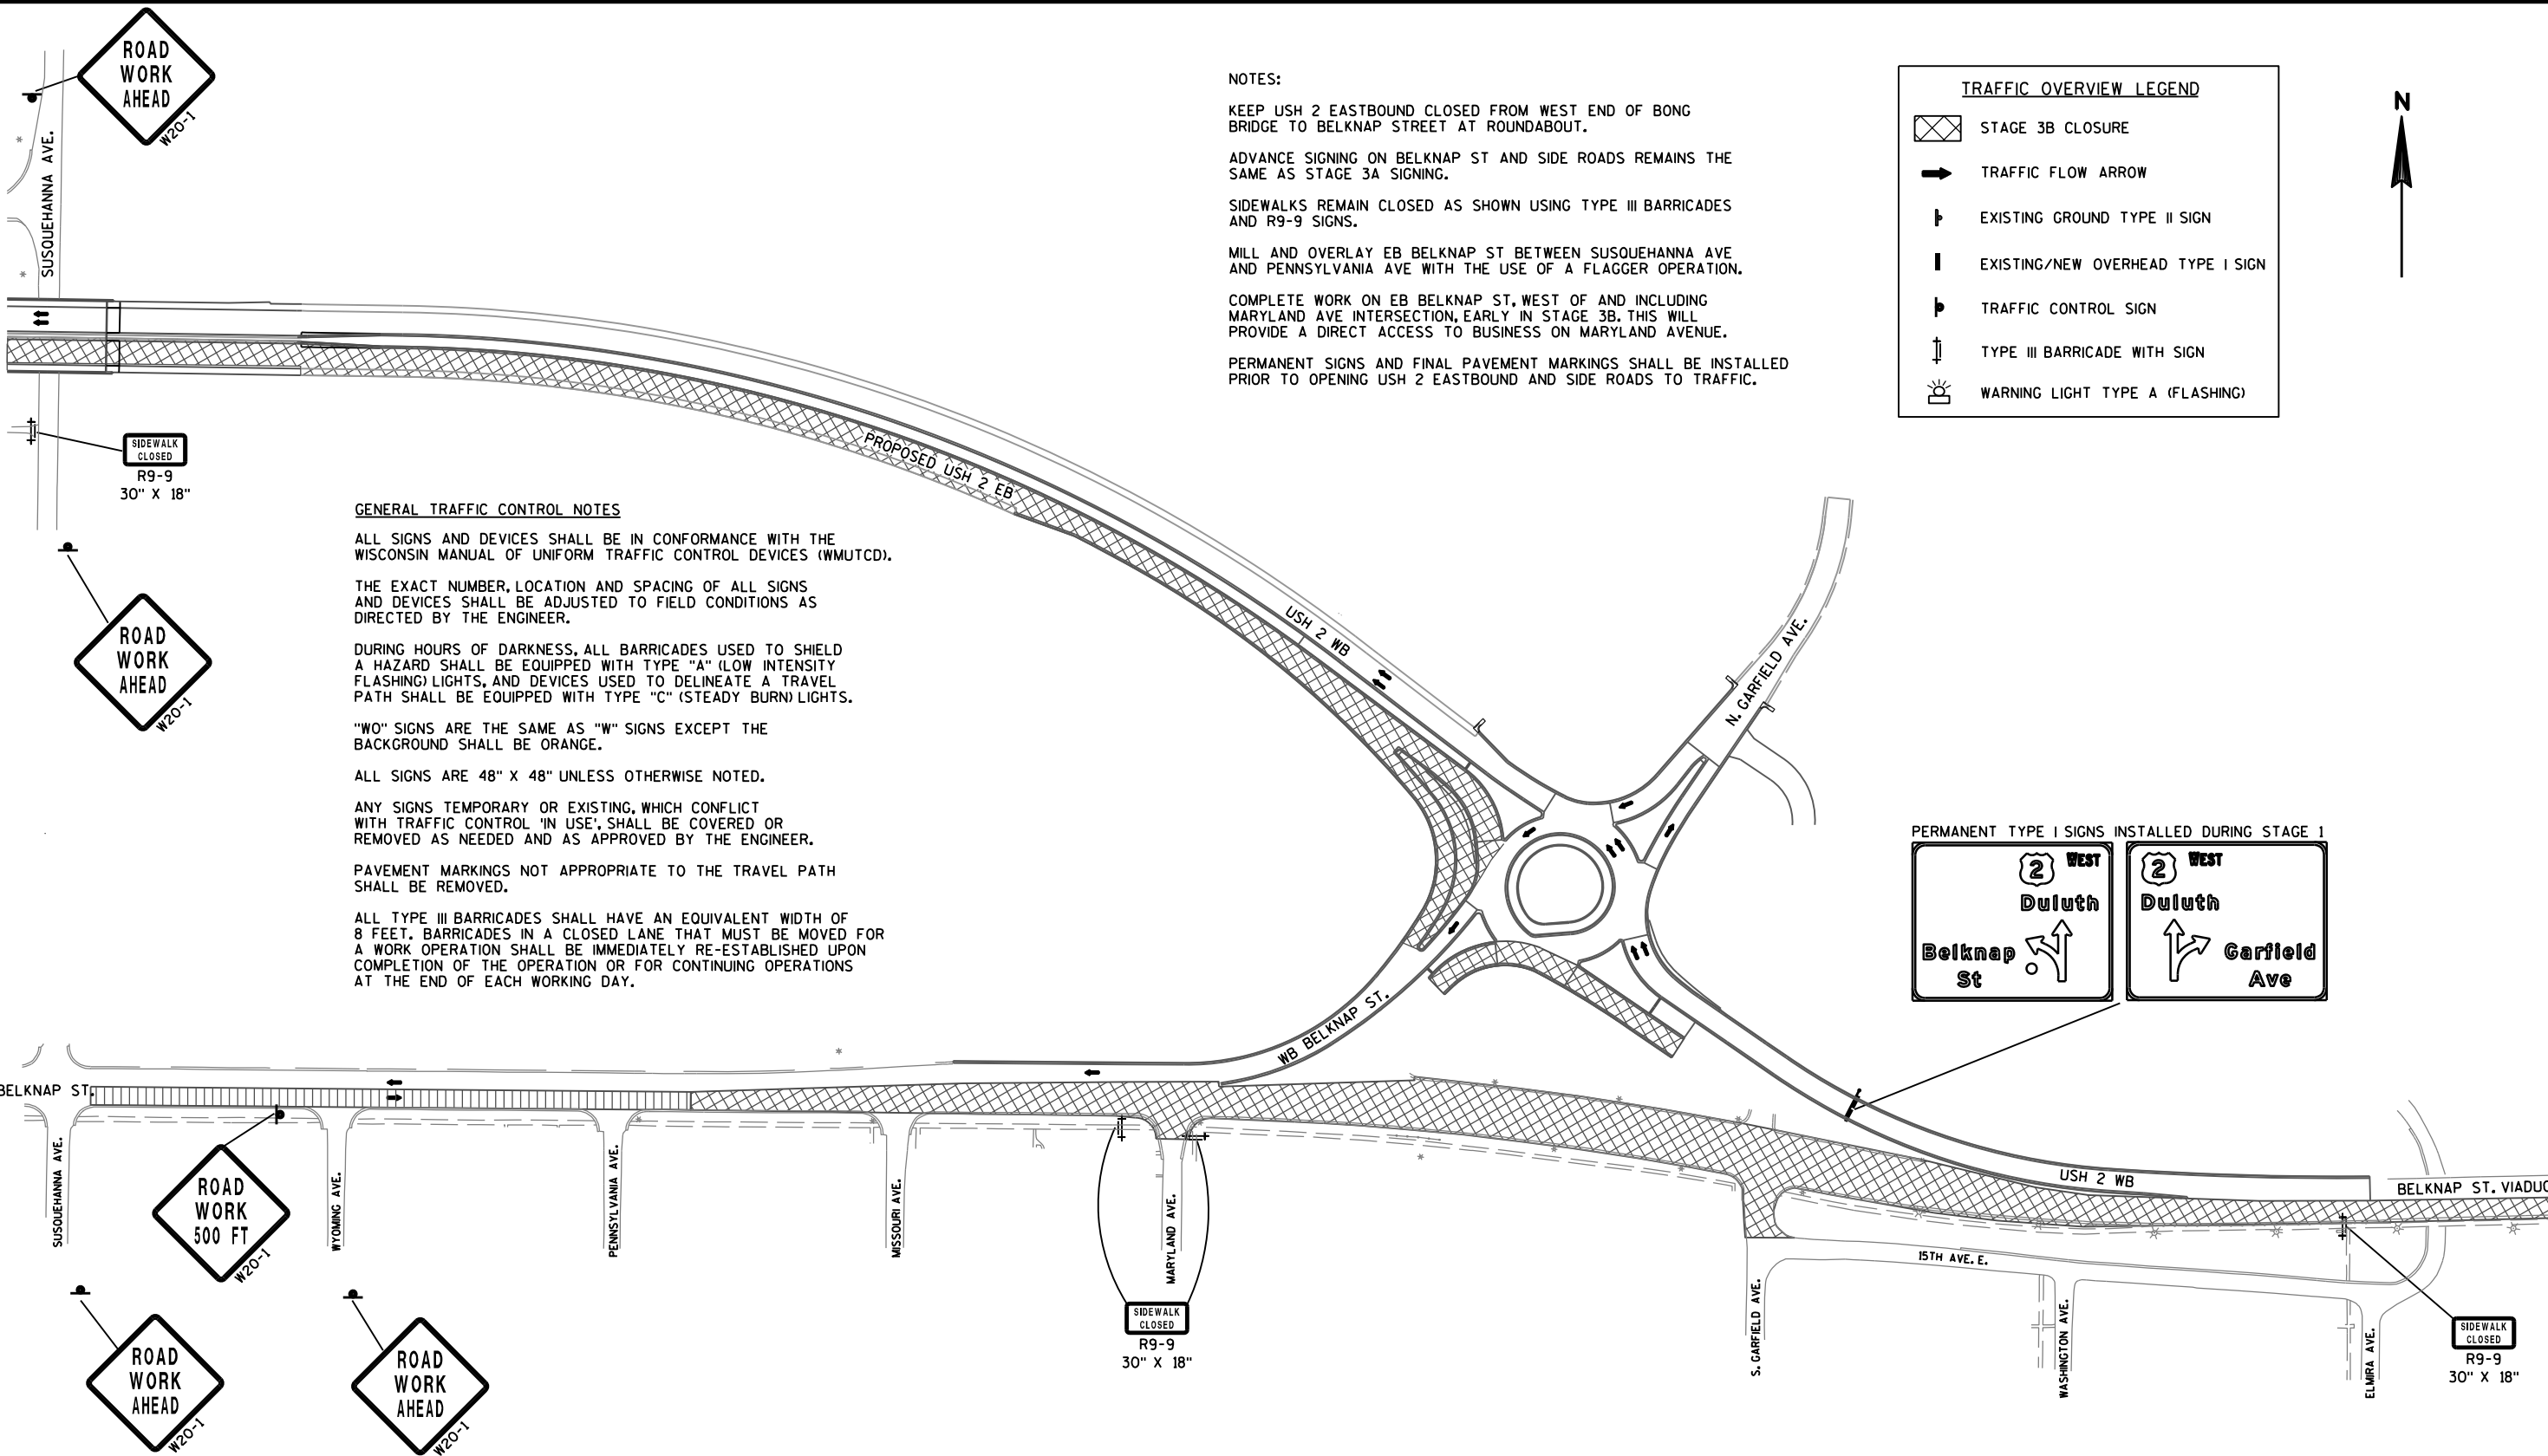 ROAD
WORK
AHEAD
W20-1
SUSQUEHANNA AVE.
NOTES:
KEEP USH 2 EASTBOUND CLOSED FROM WEST END OF BONG
BRIDGE TO BELKNAP STREET AT ROUNDABOUT.
ADVANCE SIGNING ON BELKNAP ST AND SIDE ROADS REMAINS THE
SAME AS STAGE 3A SIGNING.
SIDEWALKS REMAIN CLOSED AS SHOWN USING TYPE III BARRICADES
AND R9-9 SIGNS.
MILL AND OVERLAY EB BELKNAP ST BETWEEN SUSQUEHANNA AVE
AND PENNSYLVANIA AVE WITH THE USE OF A FLAGGER OPERATION.
COMPLETE WORK ON EB BELKNAP ST, WEST OF AND INCLUDING
MARYLAND AVE INTERSECTION, EARLY IN STAGE 3B. THIS WILL
PROVIDE A DIRECT ACCESS TO BUSINESS ON MARYLAND AVENUE.
PERMANENT SIGNS AND FINAL PAVEMENT MARKINGS SHALL BE INSTALLED
PRIOR TO OPENING USH 2 EASTBOUND AND SIDE ROADS TO TRAFFIC.
TRAFFIC OVERVIEW LEGEND
STAGE 3B CLOSURE
TRAFFIC FLOW ARROW
EXISTING GROUND TYPE II SIGN
EXISTING/NEW OVERHEAD TYPE I SIGN
TRAFFIC CONTROL SIGN
TYPE III BARRICADE WITH SIGN
WARNING LIGHT TYPE A (FLASHING)
N
SIDEWALK
CLOSED
R9-9
30" X 18"
PROPOSED USH 2 EB
GENERAL TRAFFIC CONTROL NOTES
ALL SIGNS AND DEVICES SHALL BE IN CONFORMANCE WITH THE
WISCONSIN MANUAL OF UNIFORM TRAFFIC CONTROL DEVICES (WMUTCD).
THE EXACT NUMBER, LOCATION AND SPACING OF ALL SIGNS
AND DEVICES SHALL BE ADJUSTED TO FIELD CONDITIONS AS
DIRECTED BY THE ENGINEER.
DURING HOURS OF DARKNESS, ALL BARRICADES USED TO SHIELD
A HAZARD SHALL BE EQUIPPED WITH TYPE "A" (LOW INTENSITY
FLASHING) LIGHTS, AND DEVICES USED TO DELINEATE A TRAVEL
PATH SHALL BE EQUIPPED WITH TYPE "C" (STEADY BURN) LIGHTS.
"WO" SIGNS ARE THE SAME AS "W" SIGNS EXCEPT THE
BACKGROUND SHALL BE ORANGE.
ALL SIGNS ARE 48" X 48" UNLESS OTHERWISE NOTED.
ANY SIGNS TEMPORARY OR EXISTING, WHICH CONFLICT
WITH TRAFFIC CONTROL 'IN USE', SHALL BE COVERED OR
REMOVED AS NEEDED AND AS APPROVED BY THE ENGINEER.
PAVEMENT MARKINGS NOT APPROPRIATE TO THE TRAVEL PATH
SHALL BE REMOVED.
ALL TYPE III BARRICADES SHALL HAVE AN EQUIVALENT WIDTH OF
8 FEET. BARRICADES IN A CLOSED LANE THAT MUST BE MOVED FOR
A WORK OPERATION SHALL BE IMMEDIATELY RE-ESTABLISHED UPON
COMPLETION OF THE OPERATION OR FOR CONTINUING OPERATIONS
AT THE END OF EACH WORKING DAY.
ROAD
WORK
AHEAD
W20-1
USH 2 WB
N. GARFIELD AVE.
PERMANENT TYPE I SIGNS INSTALLED DURING STAGE 1
2 WEST
Duluth
Belknap
St
2 WEST
Duluth
Garfield
Ave
WB BELKNAP ST.
BELKNAP ST.
USH 2 WB
BELKNAP ST. VIADUC
SUSQUEHANNA AVE.
WYOMING AVE.
PENNSYLVANIA AVE.
MISSOURI AVE.
MARYLAND AVE.
15TH AVE. E.
S. GARFIELD AVE.
WASHINGTON AVE.
ELMIRA AVE.
ROAD
WORK
500 FT
W20-1
ROAD
WORK
AHEAD
W20-1
ROAD
WORK
AHEAD
W20-1
SIDEWALK
CLOSED
R9-9
30" X 18"
SIDEWALK
CLOSED
R9-9
30" X 18"